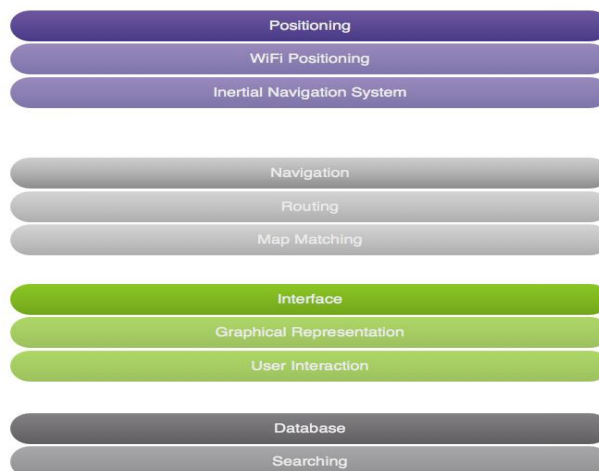 Positioning
WiFi Positioning
Inertial Navigation System
Navigation
Routing
Map Matching
Interface
Graphical Representation
User Interaction
Database
Searching